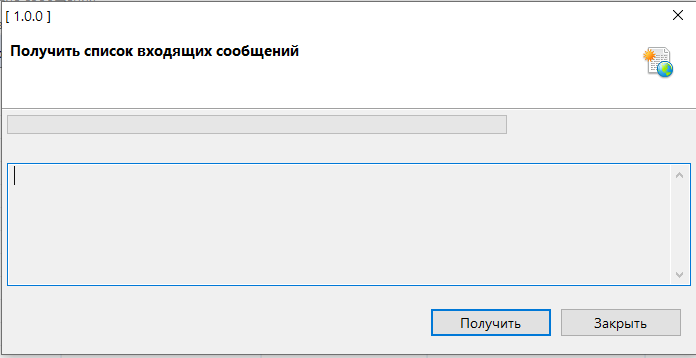 [ 1.0.0 ]
Получить список входящих сообщений
Получить
Закрыть